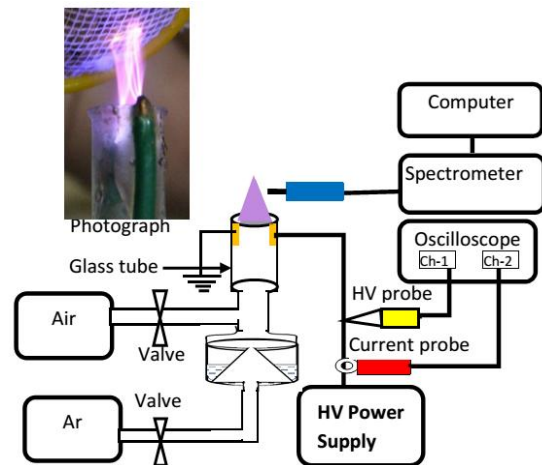 Computer
Spectrometer
Photograph
Oscilloscope
Ch-1
Ch-2
Glass tube
HV probe
Air
Valve
Current probe
Valve
Ar
HV Power
Supply